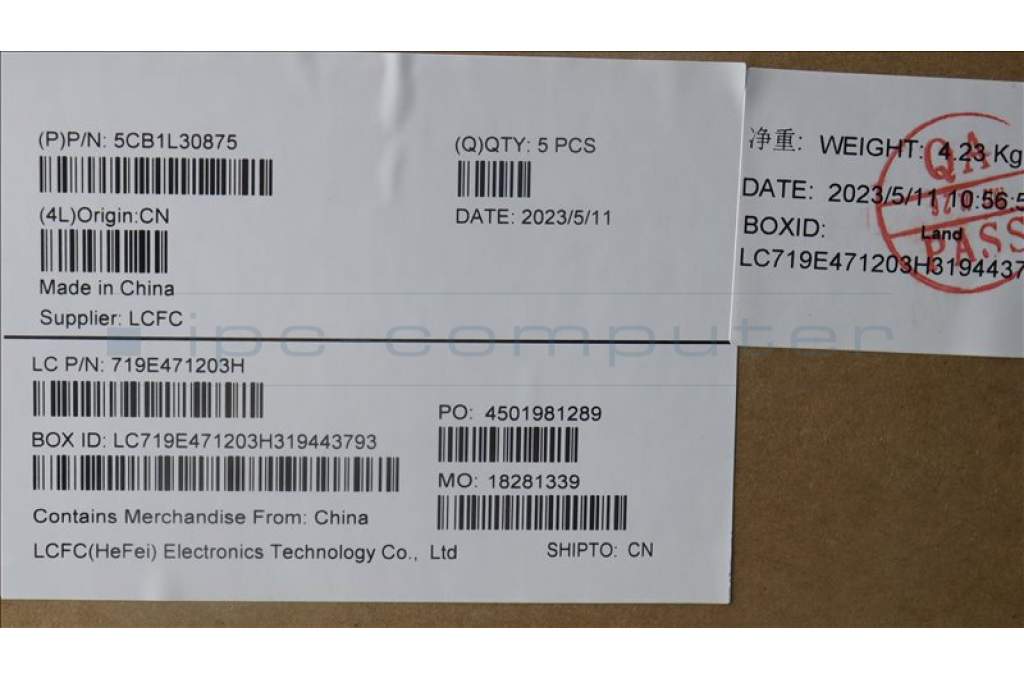 (P)P/N: 5CB1L30875
(Q)QTY: 5 PCS
(4L)Origin:CN
DATE: 2023/5/11
Made in China
Supplier: LCFC
LC P/N: 719E471203H
BOX ID: LC719E471203H319443793
PO: 4501981289
MO: 18281339
Contains Merchandise From: China
LCFC(HeFei) Electronics Technology Co., Ltd
SHIPTO: CN
净重: WEIGHT: 4.23 Kg
DATE: 2023/5/11 10:56:5
BOXID:
LC719E471203H3194437
QA
Land
PASS
ipc-computer